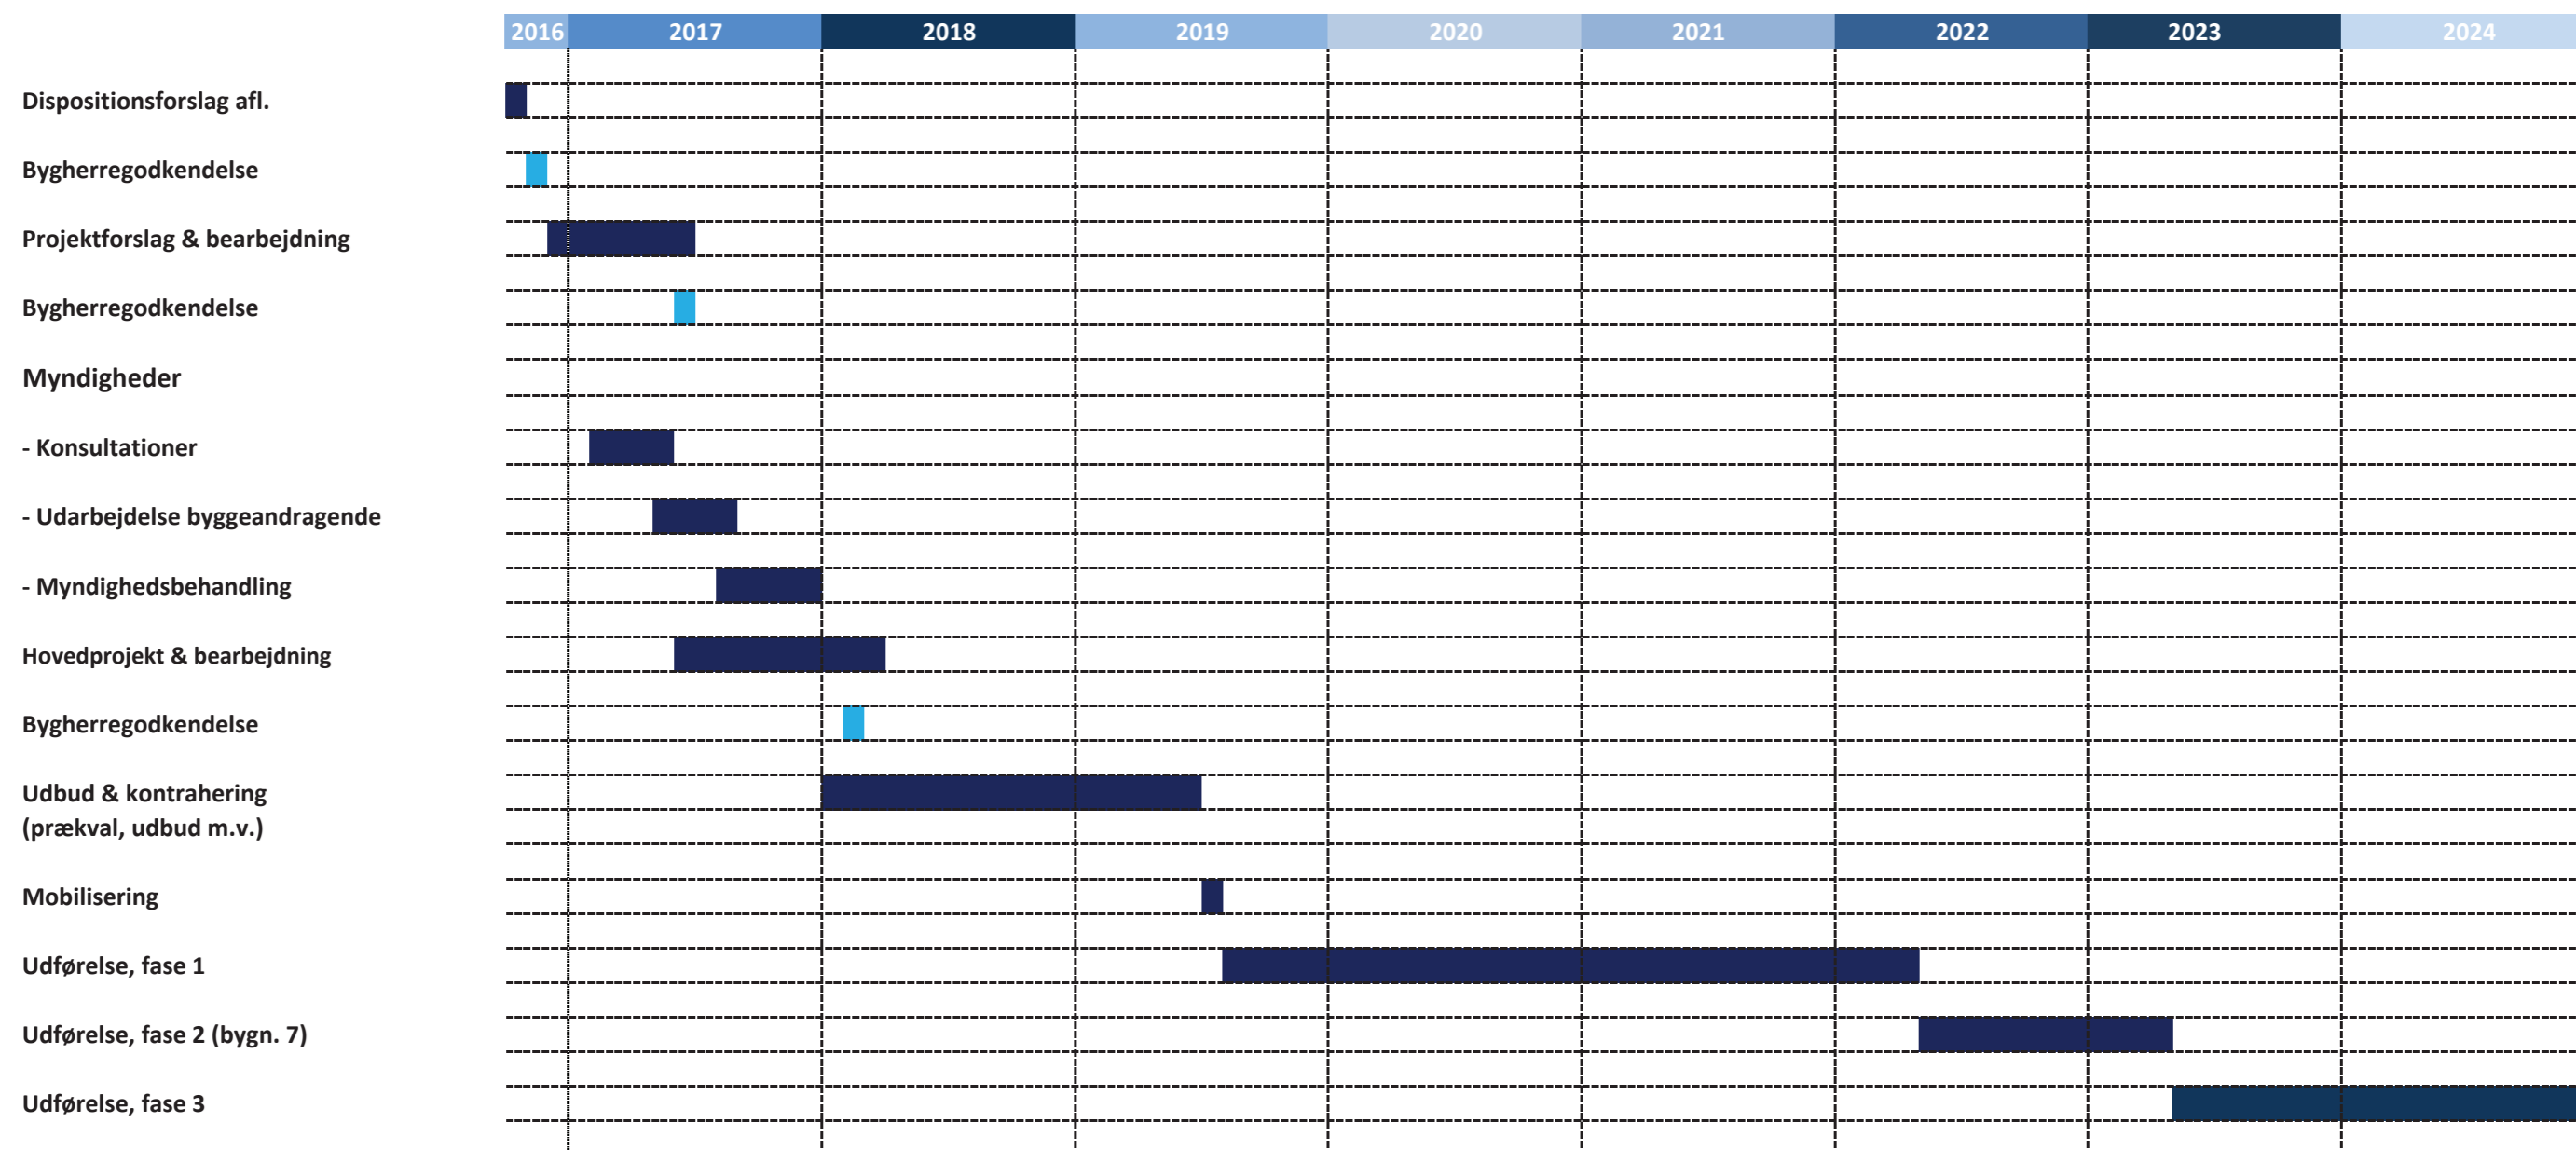 2016 2017 2018 2019 2020 2021 2022 2023 2024
Dispositionsforslag afl.
Bygherregodkendelse
Projektforslag & bearbejdning
Bygherregodkendelse
Myndigheder
- Konsultationer
- Udarbejdelse byggeandragende
- Myndighedsbehandling
Hovedprojekt & bearbejdning
Bygherregodkendelse
Udbud & kontrahering
(prækval, udbud m.v.)
Mobilisering
Udførelse, fase 1
Udførelse, fase 2 (bygn. 7)
Udførelse, fase 3